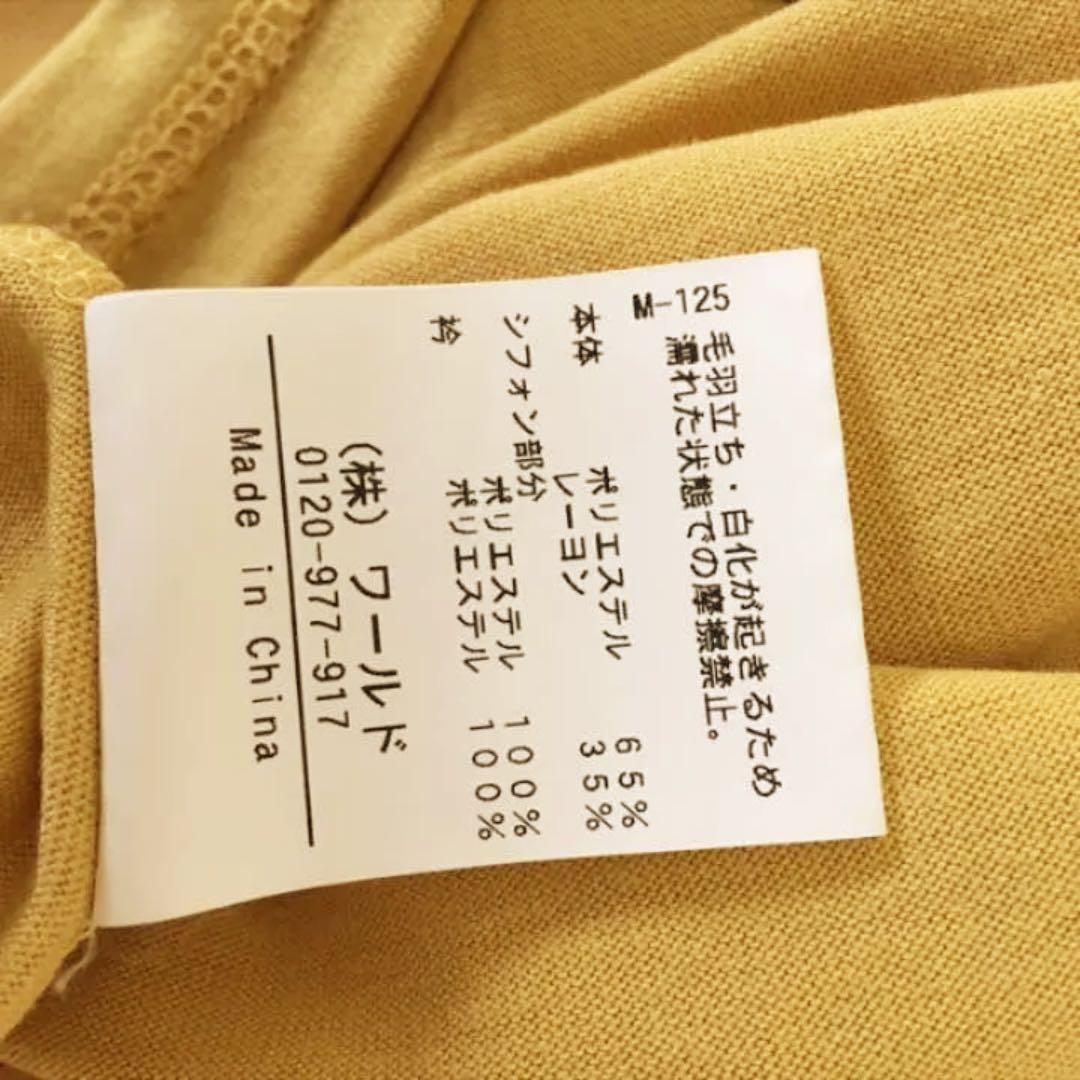 M-125
毛羽立ち・白化が起きるため
濡れた状態での摩擦禁止。
本体 ポリエステル 65%
レーヨン 35%
シフォン部分
ポリエステル 100%
衿 ポリエステル 100%
(株) ワールド
0120-977-917
Made in China